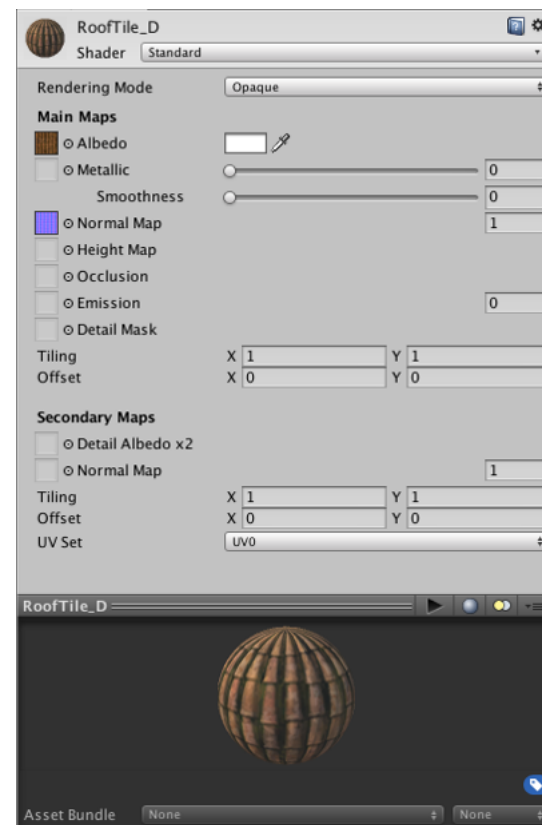 RoofTile_D
Shader Standard
Rendering Mode Opaque
Main Maps
Albedo
Metallic 0
Smoothness 0
Normal Map 1
Height Map
Occlusion
Emission 0
Detail Mask
Tiling X 1 Y 1
Offset X 0 Y 0
Secondary Maps
Detail Albedo x2
Normal Map 1
Tiling X 1 Y 1
Offset X 0 Y 0
UV Set UV0
RoofTile_D
Asset Bundle None None